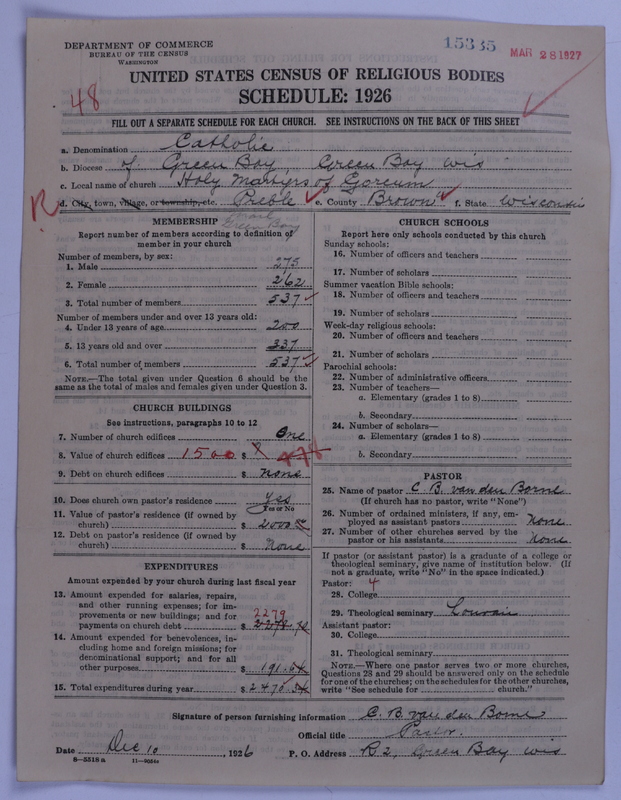 DEPARTMENT OF COMMERCE
BUREAU OF THE CENSUS
WASHINGTON
15335
MAR 28 1927
UNITED STATES CENSUS OF RELIGIOUS BODIES
SCHEDULE: 1926
48
FILL OUT A SEPARATE SCHEDULE FOR EACH CHURCH. SEE INSTRUCTIONS ON THE BACK OF THIS SHEET
a. Denomination Catholic
b. Diocese of Green Bay, Green Bay Wis
c. Local name of church Holy Martyrs of Gorcum
R
d. City, town, village, or township, etc. Preble e. County Brown f. State Wisconsin
Green Bay
MEMBERSHIP
Report number of members according to definition of member in your church
Number of members, by sex:
1. Male 275
2. Female 262
3. Total number of members 537
Number of members under and over 13 years old:
4. Under 13 years of age 200
5. 13 years old and over 337
6. Total number of members 537
NOTE.—The total given under Question 6 should be the same as the total of males and females given under Question 3.
CHURCH BUILDINGS
See instructions, paragraphs 10 to 12
7. Number of church edifices One
8. Value of church edifices 1500 $
9. Debt on church edifices $ None
10. Does church own pastor's residence Yes
Yes or No
11. Value of pastor's residence (if owned by church) $ 2000
12. Debt on pastor's residence (if owned by church) $ None
EXPENDITURES
Amount expended by your church during last fiscal year
13. Amount expended for salaries, repairs, and other running expenses; for improvements or new buildings; and for payments on church debt 2279 $ 2278.70
14. Amount expended for benevolences, including home and foreign missions; for denominational support; and for all other purposes $ 191.64
15. Total expenditures during year $ 2470.34
CHURCH SCHOOLS
Report here only schools conducted by this church
Sunday schools:
16. Number of officers and teachers
17. Number of scholars
Summer vacation Bible schools:
18. Number of officers and teachers
19. Number of scholars
Week-day religious schools:
20. Number of officers and teachers
21. Number of scholars
Parochial schools:
22. Number of administrative officers
23. Number of teachers—
a. Elementary (grades 1 to 8)
b. Secondary
24. Number of scholars—
a. Elementary (grades 1 to 8)
b. Secondary
PASTOR
25. Name of pastor C. B. van den Borne
(If church has no pastor, write "None")
26. Number of ordained ministers, if any, employed as assistant pastors None
27. Number of other churches served by the pastor or his assistants None
If pastor (or assistant pastor) is a graduate of a college or theological seminary, give name of institution below. (If not a graduate, write "No" in the space indicated.)
Pastor: 4
28. College
29. Theological seminary Louvain
Assistant pastor:
30. College
31. Theological seminary
NOTE.—Where one pastor serves two or more churches, Questions 28 and 29 should be answered only on the schedule for one of the churches; on the schedules for the other churches, write "See schedule for ........ church."
Signature of person furnishing information C. B. van den Borne
Official title Pastor.
Date Dec 10, 1926 P. O. Address R2, Green Bay Wis
8—5518 a